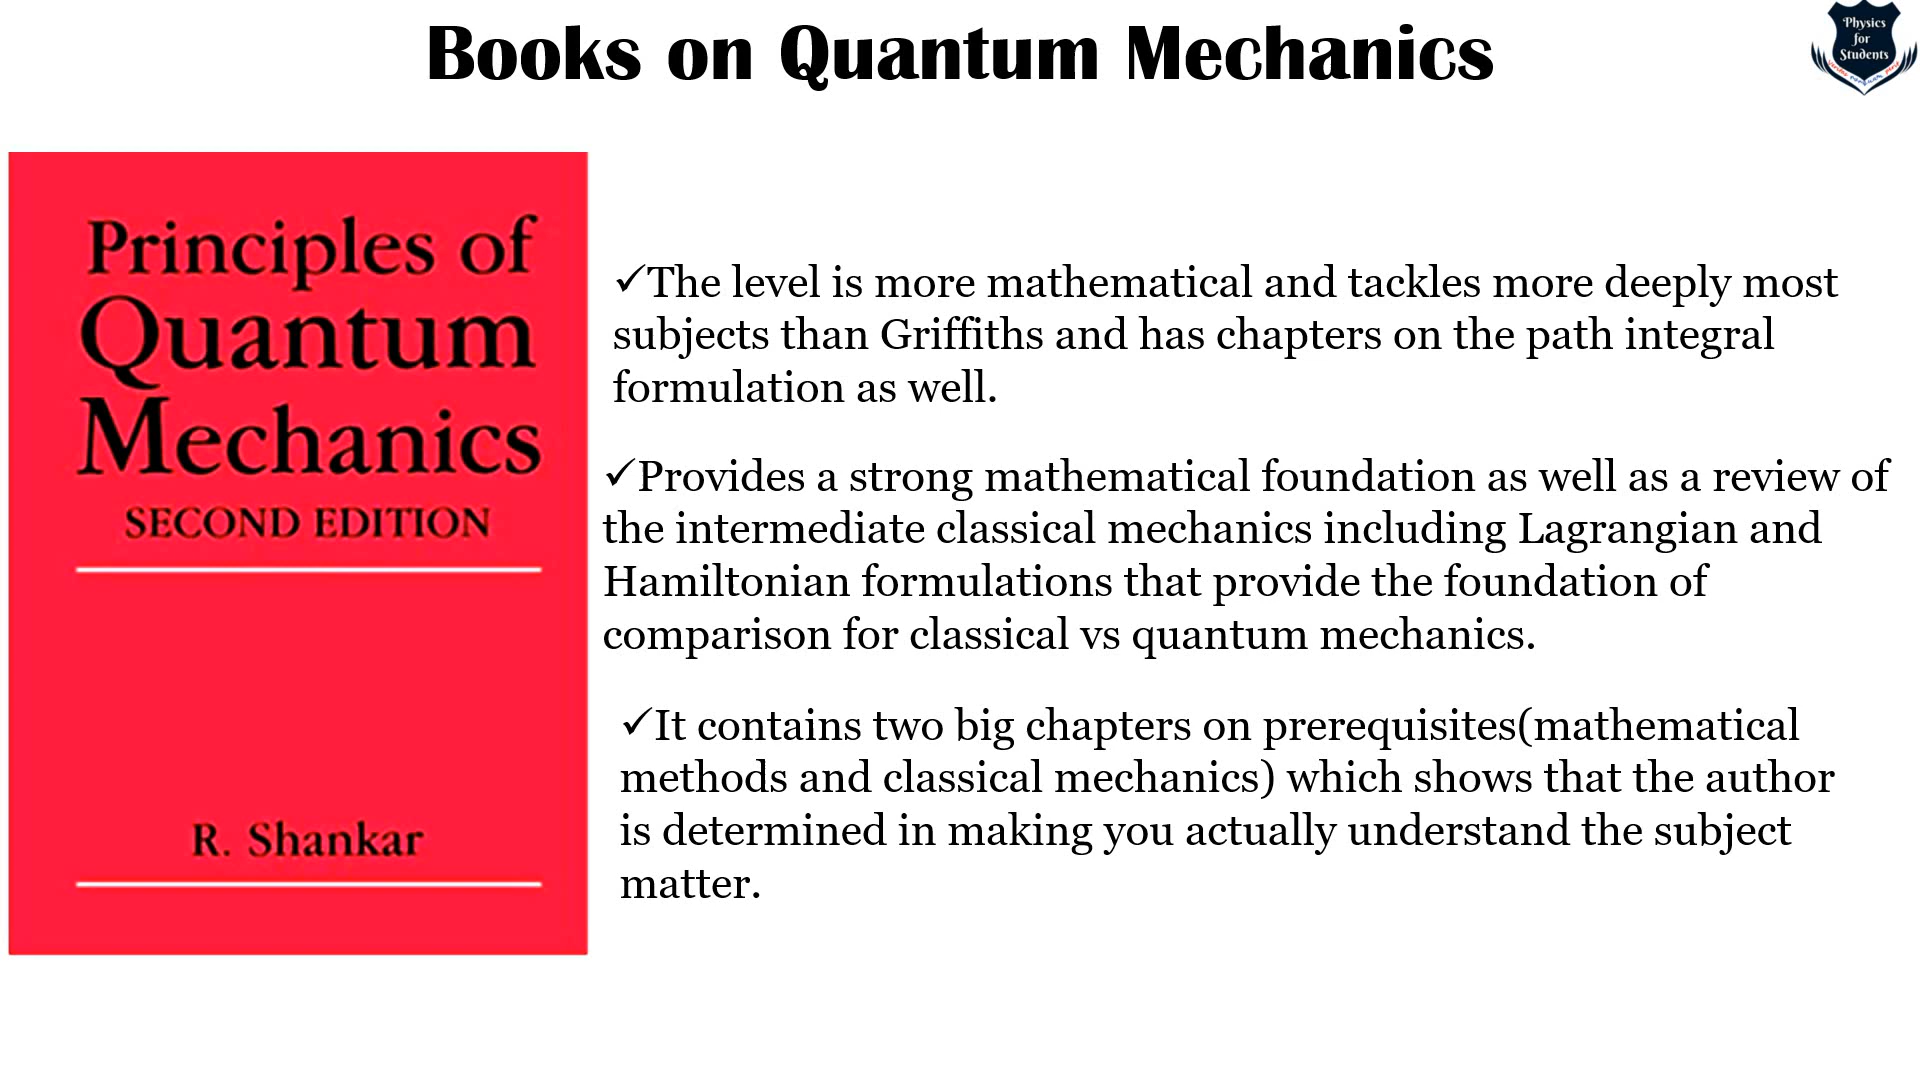 Books on Quantum Mechanics
Physics
for
Students
Principles of
Quantum
Mechanics
SECOND EDITION
R. Shankar
✓The level is more mathematical and tackles more deeply most
subjects than Griffiths and has chapters on the path integral
formulation as well.
✓Provides a strong mathematical foundation as well as a review of
the intermediate classical mechanics including Lagrangian and
Hamiltonian formulations that provide the foundation of
comparison for classical vs quantum mechanics.
✓It contains two big chapters on prerequisites(mathematical
methods and classical mechanics) which shows that the author
is determined in making you actually understand the subject
matter.